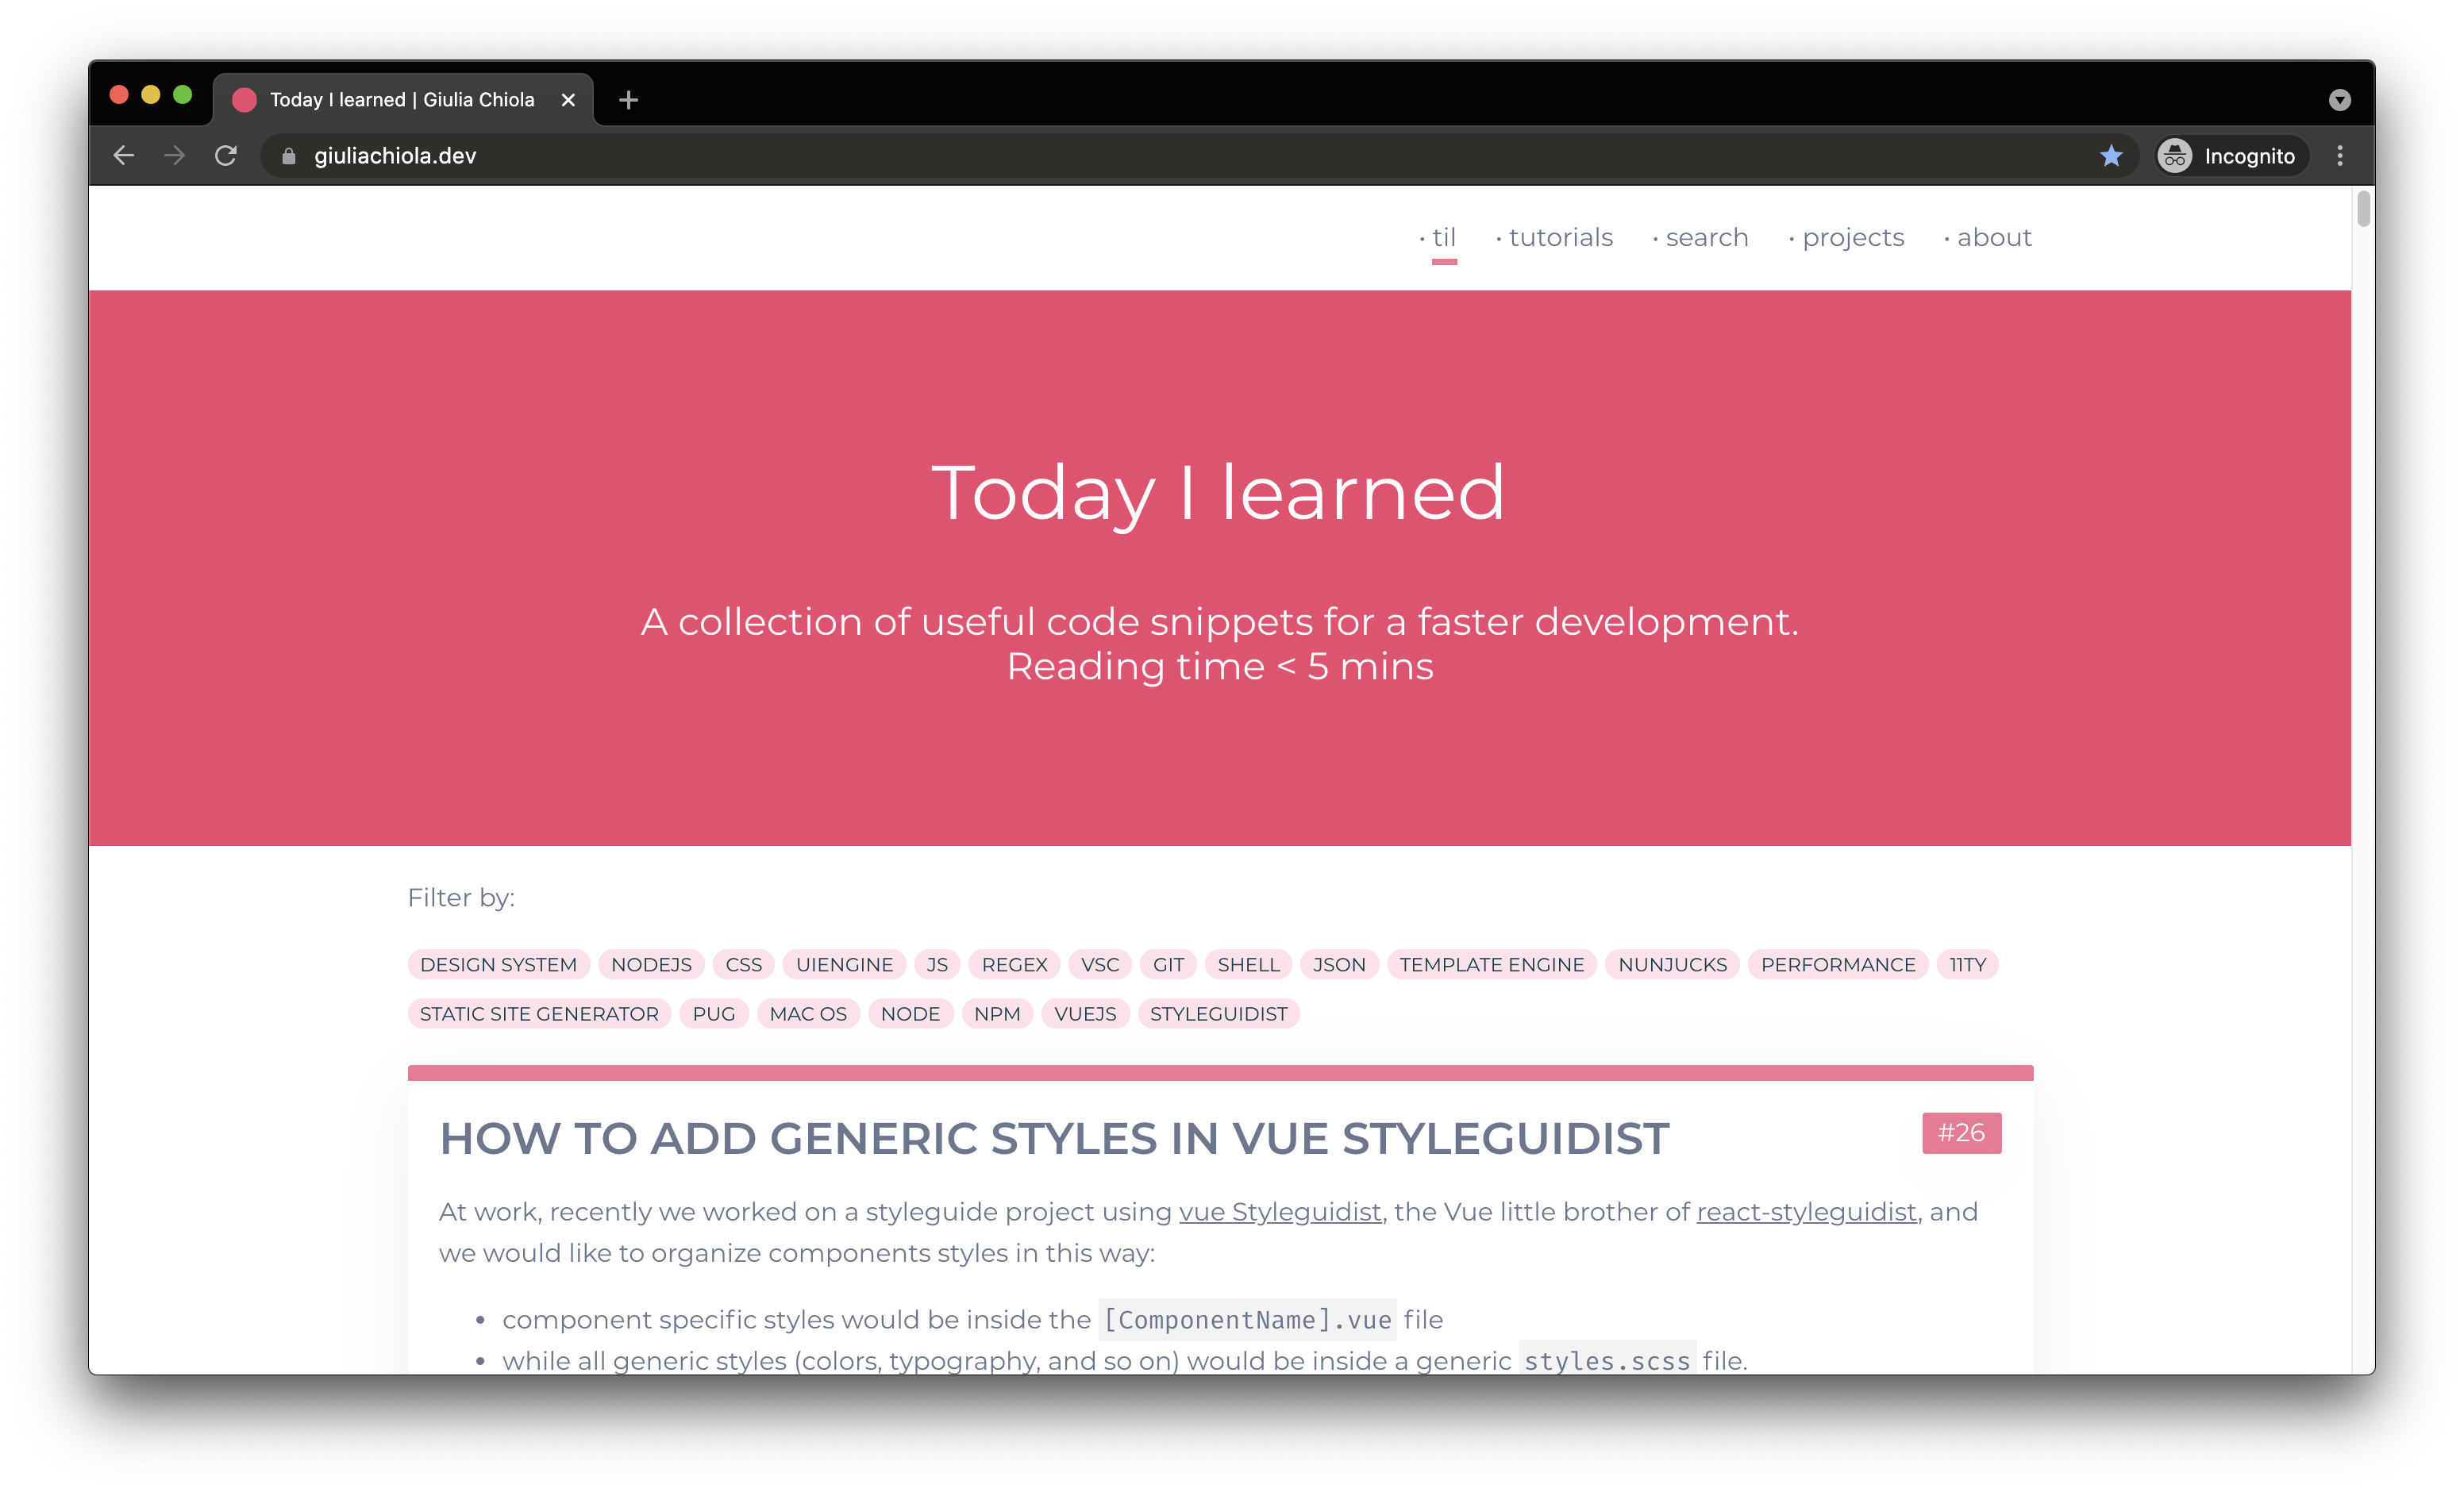 Today I learned | Giulia Chiola
giuliachiola.dev
Incognito
· til · tutorials · search · projects · about
Today I learned
A collection of useful code snippets for a faster development.
Reading time < 5 mins
Filter by:
DESIGN SYSTEM NODEJS CSS UIENGINE JS REGEX VSC GIT SHELL JSON TEMPLATE ENGINE NUNJUCKS PERFORMANCE 11TY
STATIC SITE GENERATOR PUG MAC OS NODE NPM VUEJS STYLEGUIDIST
HOW TO ADD GENERIC STYLES IN VUE STYLEGUIDIST
#26
At work, recently we worked on a styleguide project using vue Styleguidist, the Vue little brother of react-styleguidist, and
we would like to organize components styles in this way:
• component specific styles would be inside the [ComponentName].vue file
• while all generic styles (colors, typography, and so on) would be inside a generic styles.scss file.